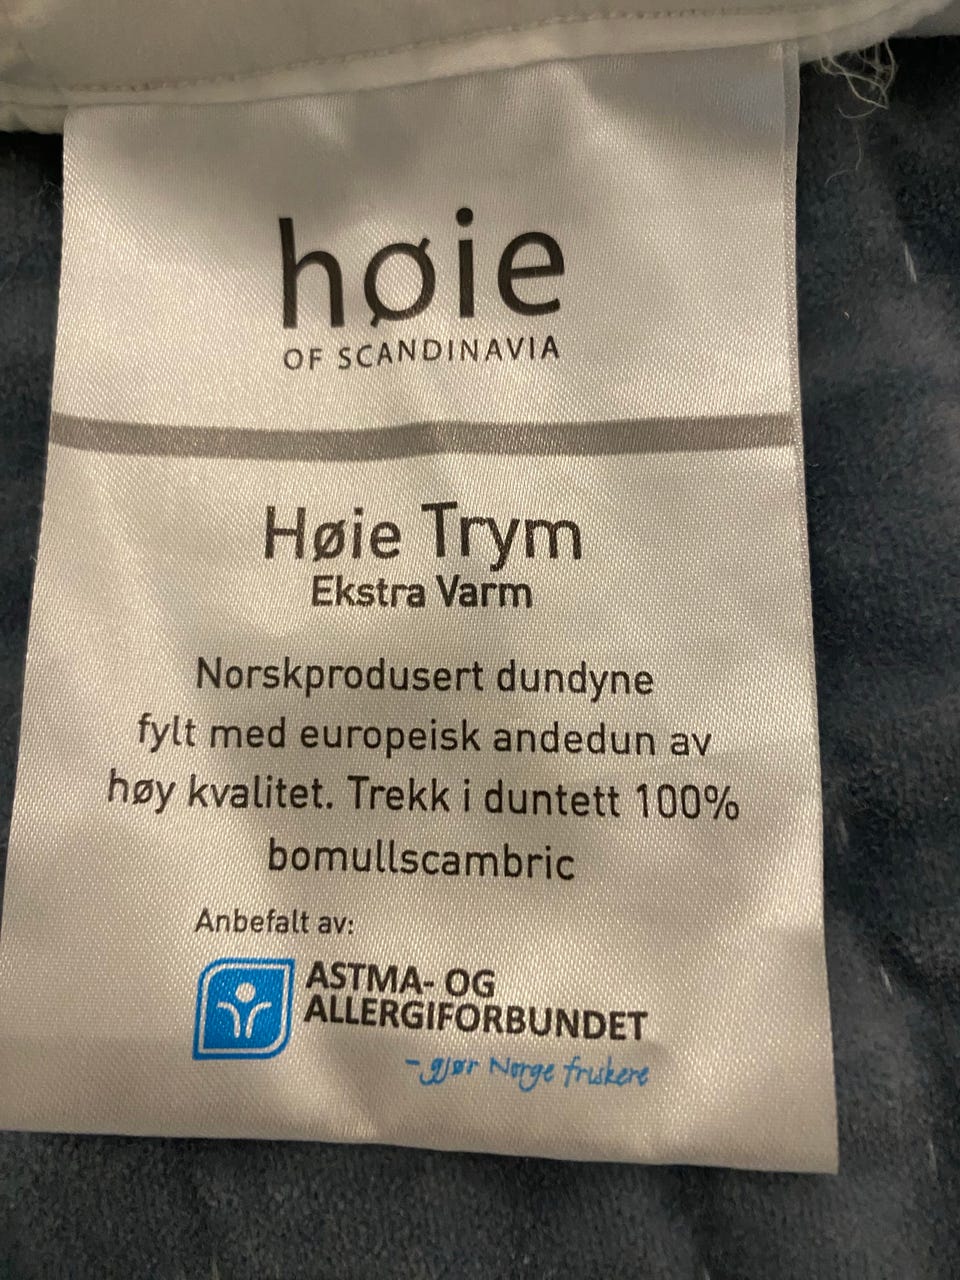 høie
OF SCANDINAVIA
Høie Trym
Ekstra Varm
Norskprodusert dundyne
fylt med europeisk andedun av
høy kvalitet. Trekk i duntett 100%
bomullscambric
Anbefalt av:
ASTMA- OG
ALLERGIFORBUNDET
- gjør Norge friskere